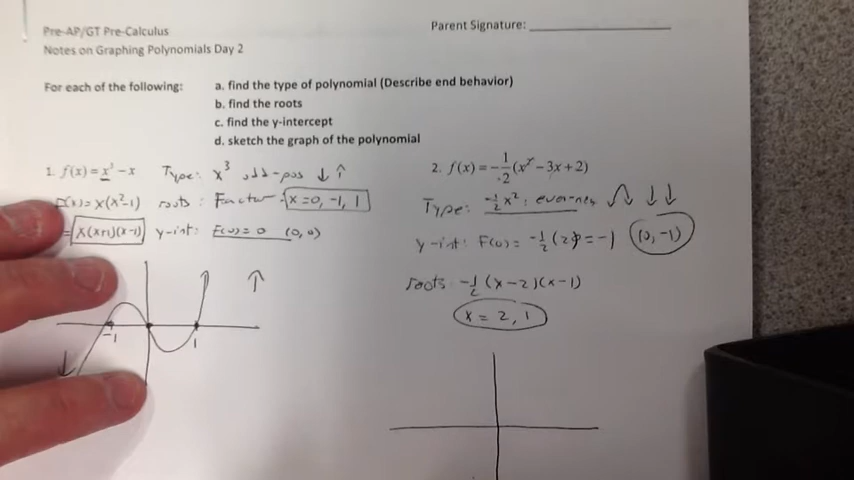 Pre-AP/GT Pre-Calculus
Parent Signature: ____________________
Notes on Graphing Polynomials Day 2
For each of the following:
a. find the type of polynomial (Describe end behavior)
b. find the roots
c. find the y-intercept
d. sketch the graph of the polynomial
1. f(x) = x³ − x
Type: x³ odd-pos ↓ ↑
f(x) = x(x²-1)
roots: Factor: x = 0, -1, 1
= x(x+1)(x-1)
y-int: F(0) = 0 (0, 0)
-1 1
2. f(x) = −1/2(x² − 3x + 2)
Type: -1/2x²: even-neg ↓ ↓
y-int: F(0) = -1/2(2) = -1 (0, -1)
roots: -1/2(x-2)(x-1)
x = 2, 1